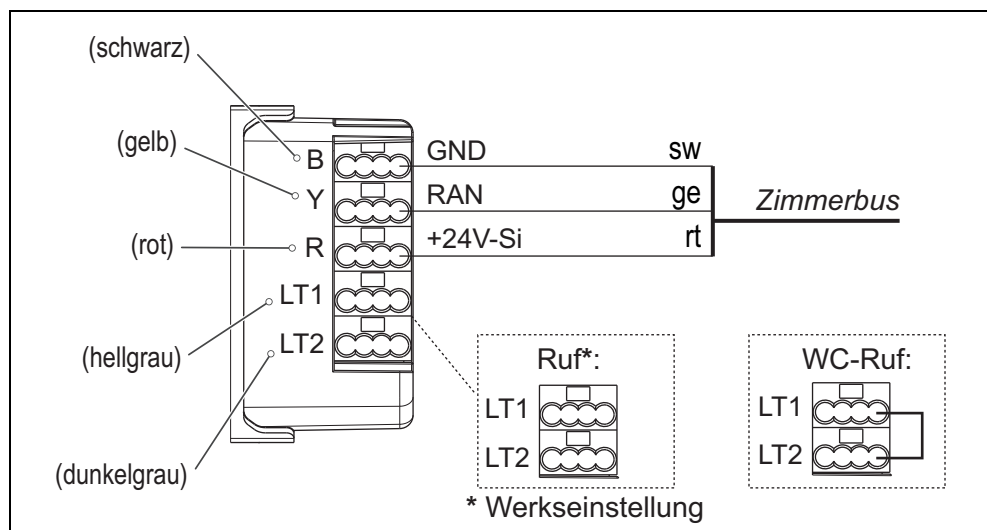 (schwarz)
(gelb)
(rot)
(hellgrau)
(dunkelgrau)
B
Y
R
LT1
LT2
GND sw
RAN ge
+24V-Si rt
Zimmerbus
Ruf*:
LT1
LT2
* Werkseinstellung
WC-Ruf:
LT1
LT2